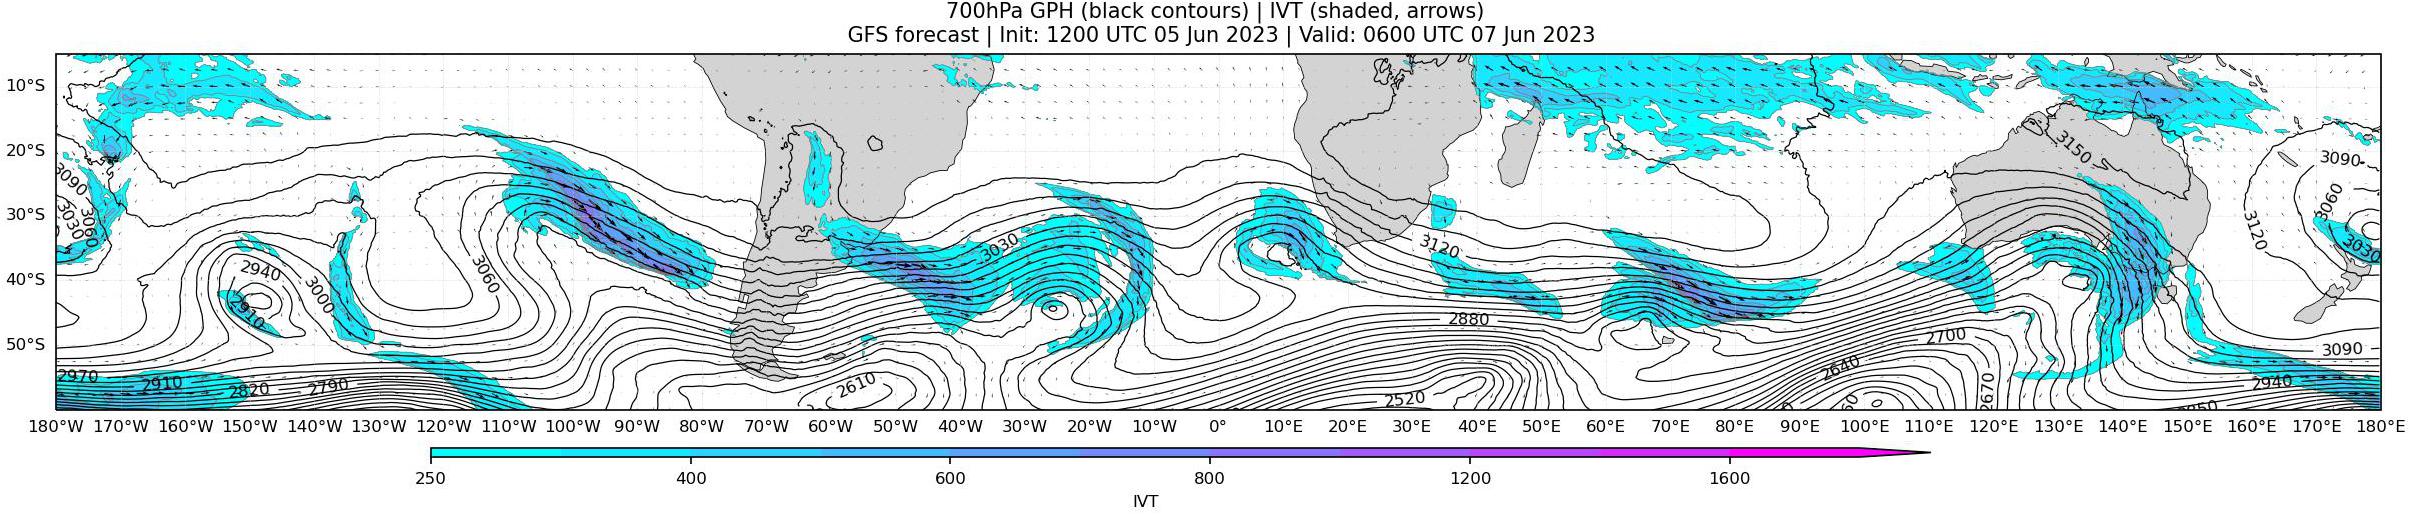 700hPa GPH (black contours) | IVT (shaded, arrows)
GFS forecast | Init: 1200 UTC 05 Jun 2023 | Valid: 0600 UTC 07 Jun 2023
10°S
20°S
30°S
40°S
50°S
3090
3030
3060
2940
2910
3000
3060
2970
2910
2820
2790
3030
2610
3120
2880
2520
3150
2700
2640
2670
3090
3060
3120
3030
3090
2940
180°W 170°W 160°W 150°W 140°W 130°W 120°W 110°W 100°W 90°W 80°W 70°W 60°W 50°W 40°W 30°W 20°W 10°W 0° 10°E 20°E 30°E 40°E 50°E 60°E 70°E 80°E 90°E 100°E 110°E 120°E 130°E 140°E 150°E 160°E 170°E 180°E
250 400 600 800 1200 1600
IVT